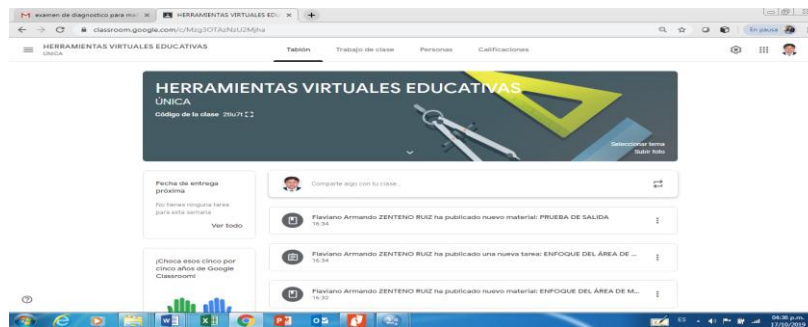 examen de diagnostico para ma
HERRAMIENTAS VIRTUALES EDU
classroom.google.com/c/
En pausa
HERRAMIENTAS VIRTUALES EDUCATIVAS
ÚNICA
Tablón
Trabajo de clase
Personas
Calificaciones
HERRAMIENTAS VIRTUALES EDUCATIVAS
ÚNICA
Código de la clase
Seleccionar tema
Subir foto
Fecha de entrega
próxima
No tienes ninguna tarea
para esta semana
Ver todo
Comparte algo con tu clase...
Flaviano Armando ZENTENO RUIZ ha publicado nuevo material: PRUEBA DE SALIDA
16:34
Flaviano Armando ZENTENO RUIZ ha publicado una nueva tarea: ENFOQUE DEL ÁREA DE ...
16:34
¡Choca esos cinco por
cinco años de Google
Classroom!
Flaviano Armando ZENTENO RUIZ ha publicado nuevo material: ENFOQUE DEL ÁREA DE M...
16:32
ES
04:36 p.m.
17/10/2019